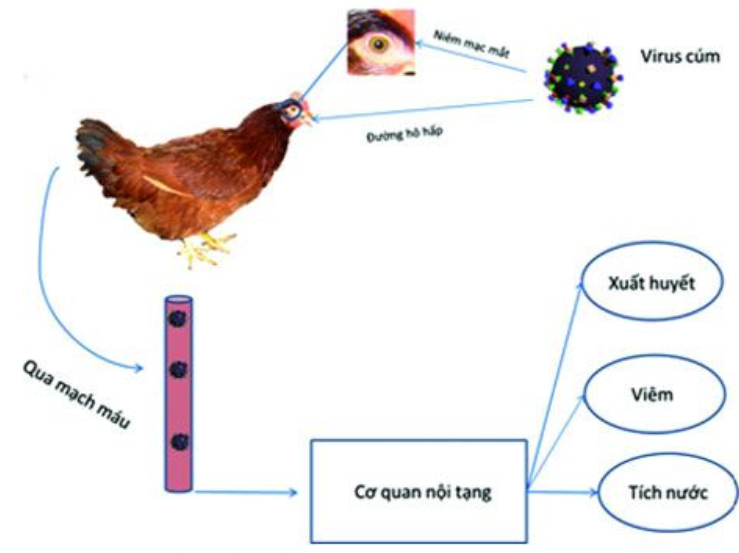 Niêm mạc mắt
Virus cúm
Đường hô hấp
Qua mạch máu
Cơ quan nội tạng
Xuất huyết
Viêm
Tích nước